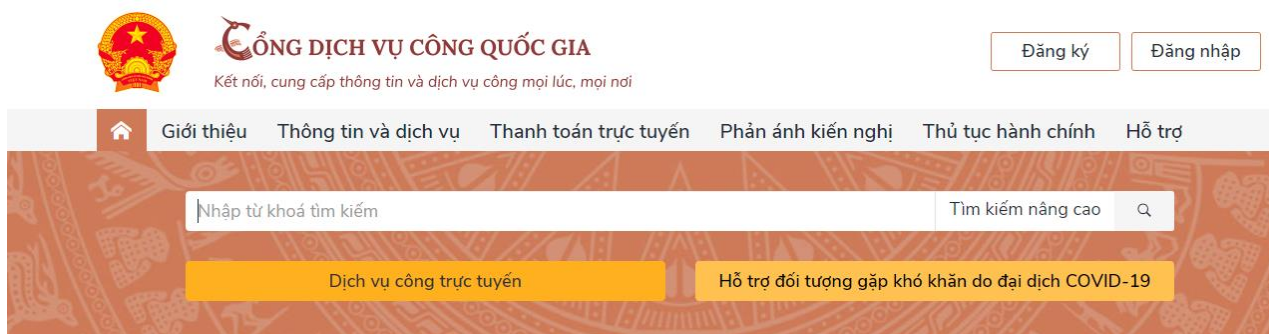 CỔNG DỊCH VỤ CÔNG QUỐC GIA
Kết nối, cung cấp thông tin và dịch vụ công mọi lúc, mọi nơi
Đăng ký
Đăng nhập
Giới thiệu Thông tin và dịch vụ Thanh toán trực tuyến Phản ánh kiến nghị Thủ tục hành chính Hỗ trợ
Nhập từ khoá tìm kiếm
Tìm kiếm nâng cao
Dịch vụ công trực tuyến
Hỗ trợ đối tượng gặp khó khăn do đại dịch COVID-19